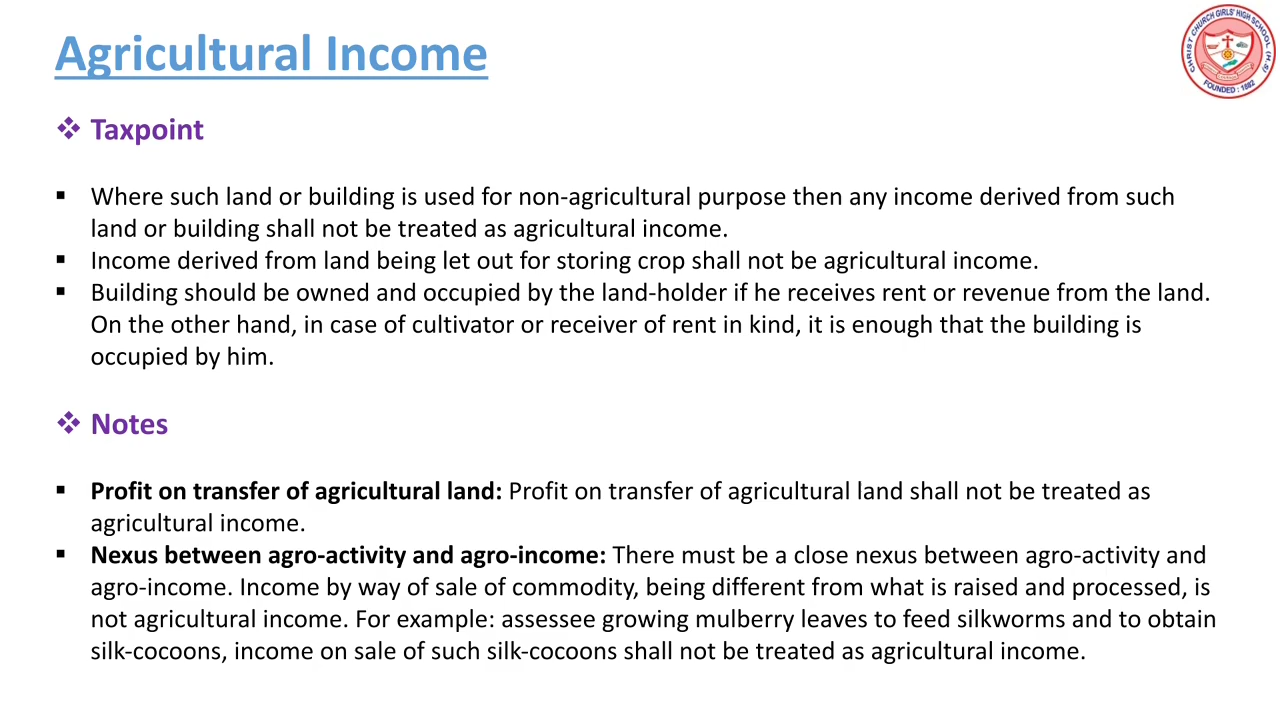 Agricultural Income
CHRIST CHURCH GIRLS' HIGH SCHOOL (H.S)
FOUNDED : 1892
❖ Taxpoint
▪ Where such land or building is used for non-agricultural purpose then any income derived from such
land or building shall not be treated as agricultural income.
▪ Income derived from land being let out for storing crop shall not be agricultural income.
▪ Building should be owned and occupied by the land-holder if he receives rent or revenue from the land.
On the other hand, in case of cultivator or receiver of rent in kind, it is enough that the building is
occupied by him.
❖ Notes
▪ Profit on transfer of agricultural land: Profit on transfer of agricultural land shall not be treated as
agricultural income.
▪ Nexus between agro-activity and agro-income: There must be a close nexus between agro-activity and
agro-income. Income by way of sale of commodity, being different from what is raised and processed, is
not agricultural income. For example: assessee growing mulberry leaves to feed silkworms and to obtain
silk-cocoons, income on sale of such silk-cocoons shall not be treated as agricultural income.